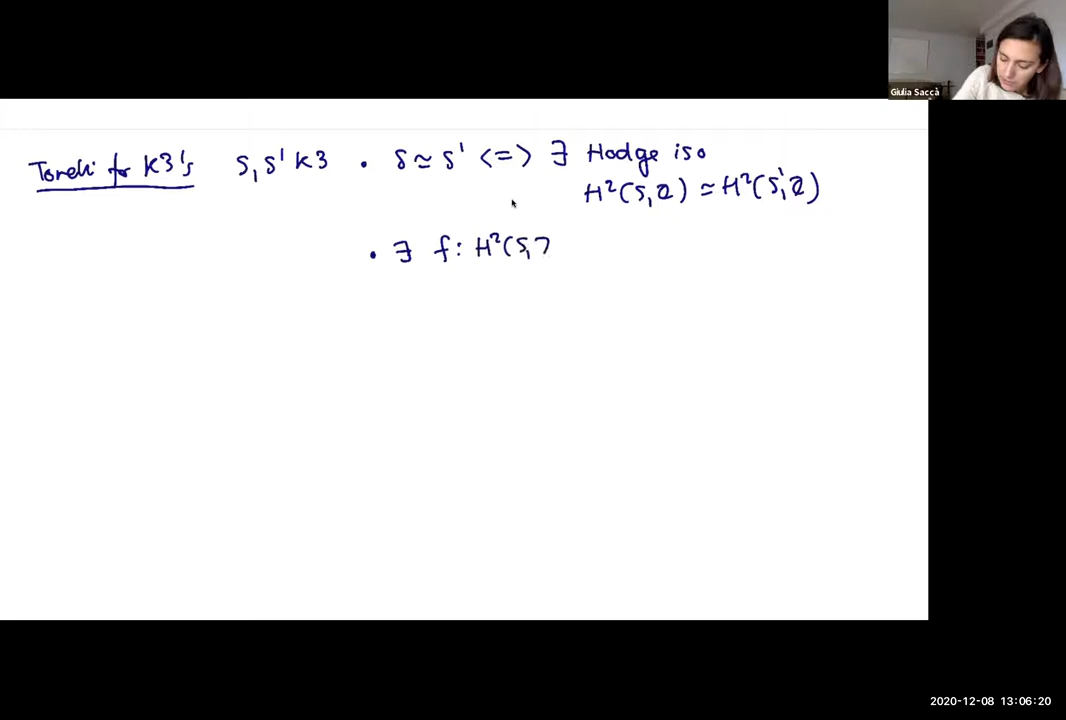 Giulia Saccà
Torelli for K3's S, S' K3 • S ≃ S' <=> ∃ Hodge iso
H²(S, Z) ≃ H²(S', Z)
• ∃ f: H²(S, Z
2020-12-08 13:06:20